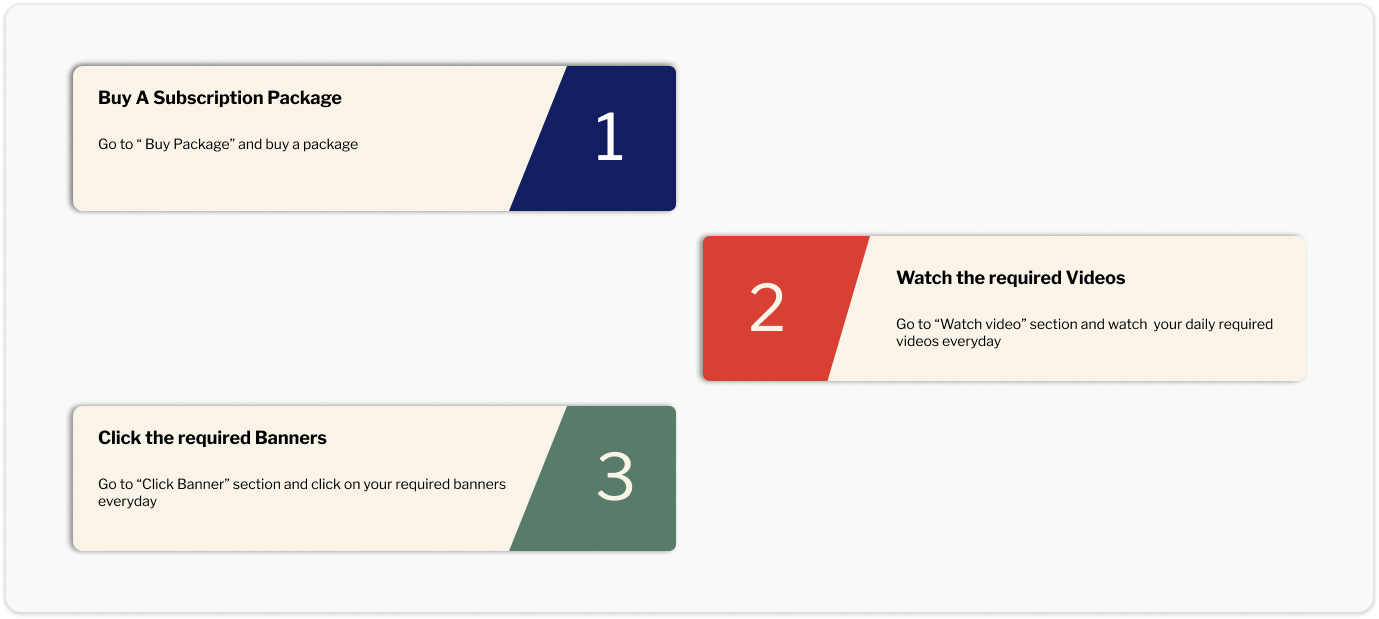 Buy A Subscription Package
Go to “ Buy Package” and buy a package
1
2
Watch the required Videos
Go to “Watch video” section and watch  your daily required
videos everyday
Click the required Banners
Go to “Click Banner” section and click on your required banners
everyday
3